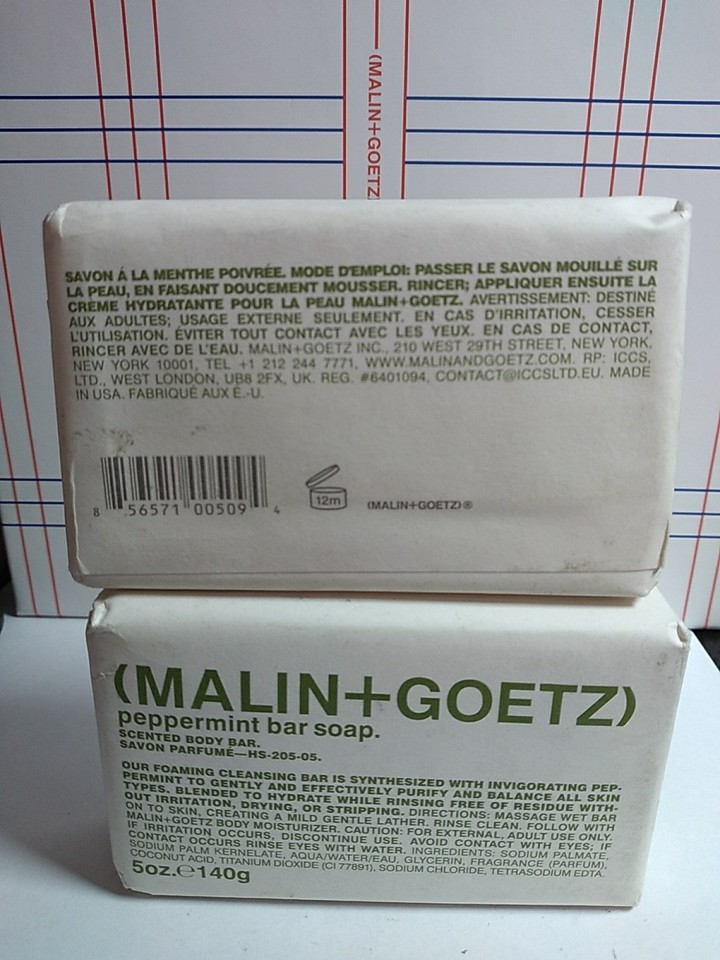 (MALIN+GOETZ)
SAVON Á LA MENTHE POIVRÉE. MODE D'EMPLOI: PASSER LE SAVON MOUILLÉ SUR
LA PEAU, EN FAISANT DOUCEMENT MOUSSER. RINCER; APPLIQUER ENSUITE LA
CRÈME HYDRATANTE POUR LA PEAU MALIN+GOETZ. AVERTISSEMENT: DESTINÉ
AUX ADULTES; USAGE EXTERNE SEULEMENT. EN CAS D'IRRITATION, CESSER
L'UTILISATION. ÉVITER TOUT CONTACT AVEC LES YEUX. EN CAS DE CONTACT,
RINCER AVEC DE L'EAU. MALIN+GOETZ INC., 210 WEST 29TH STREET, NEW YORK,
NEW YORK 10001, TEL +1 212 244 7771, WWW.MALINANDGOETZ.COM. RP: ICCS,
LTD., WEST LONDON, UB8 2FX, UK. REG. #6401094, CONTACT@ICCSLTD.EU. MADE
IN USA. FABRIQUÉ AUX É.-U.
8 56571 00509 4
12m
(MALIN+GOETZ)®
(MALIN+GOETZ)
peppermint bar soap.
SCENTED BODY BAR.
SAVON PARFUMÉ—HS-205-05.
OUR FOAMING CLEANSING BAR IS SYNTHESIZED WITH INVIGORATING PEP-
PERMINT TO GENTLY AND EFFECTIVELY PURIFY AND BALANCE ALL SKIN
TYPES. BLENDED TO HYDRATE WHILE RINSING FREE OF RESIDUE WITH-
OUT IRRITATION, DRYING, OR STRIPPING. DIRECTIONS: MASSAGE WET BAR
ON TO SKIN, CREATING A MILD GENTLE LATHER. RINSE CLEAN. FOLLOW WITH
MALIN+GOETZ BODY MOISTURIZER. CAUTION: FOR EXTERNAL, ADULT USE ONLY.
IF IRRITATION OCCURS, DISCONTINUE USE. AVOID CONTACT WITH EYES; IF
CONTACT OCCURS RINSE EYES WITH WATER. INGREDIENTS: SODIUM PALMATE,
SODIUM PALM KERNELATE, AQUA/WATER/EAU, GLYCERIN, FRAGRANCE (PARFUM),
COCONUT ACID, TITANIUM DIOXIDE (CI 77891), SODIUM CHLORIDE, TETRASODIUM EDTA.
5oz.℮140g